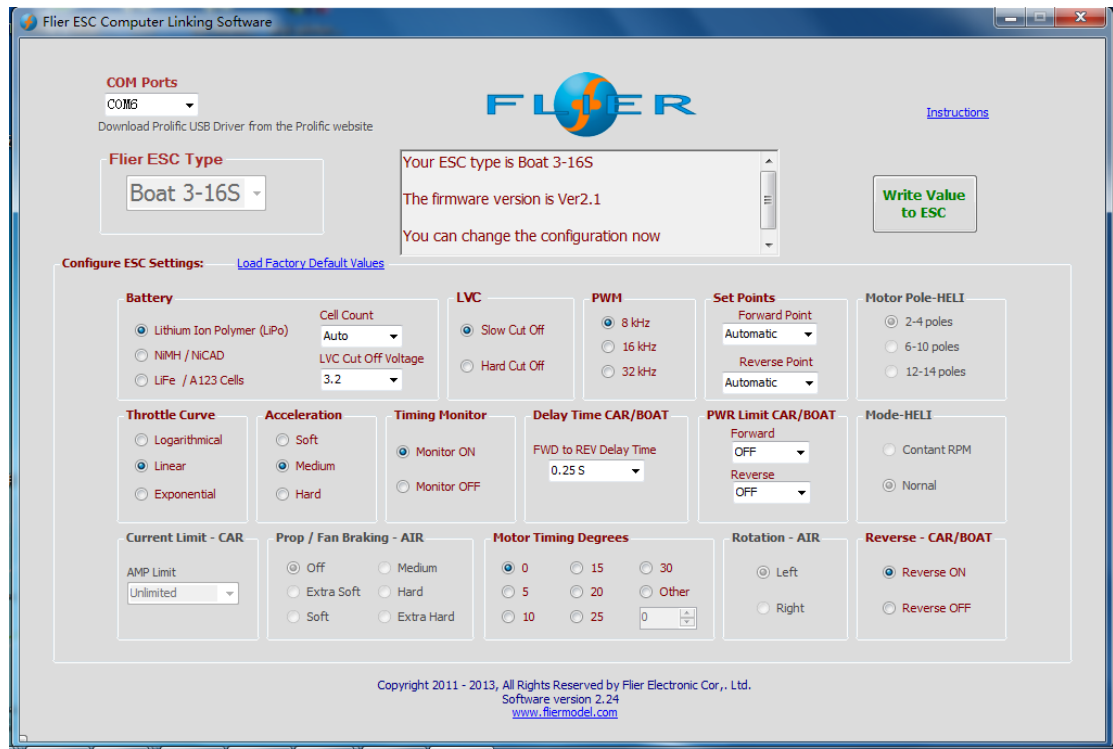 Flier ESC Computer Linking Software
COM Ports
COM6
Download Prolific USB Driver from the Prolific website
FLIER
Instructions
Flier ESC Type
Boat 3-16S
Your ESC type is Boat 3-16S
The firmware version is Ver2.1
You can change the configuration now
Write Value
to ESC
Configure ESC Settings:
Load Factory Default Values
Battery
Lithium Ion Polymer (LiPo)
NiMH / NiCAD
LiFe / A123 Cells
Cell Count
Auto
LVC Cut Off Voltage
3.2
LVC
Slow Cut Off
Hard Cut Off
PWM
8 kHz
16 kHz
32 kHz
Set Points
Forward Point
Automatic
Reverse Point
Automatic
Motor Pole-HELI
2-4 poles
6-10 poles
12-14 poles
Throttle Curve
Logarithmical
Linear
Exponential
Acceleration
Soft
Medium
Hard
Timing Monitor
Monitor ON
Monitor OFF
Delay Time CAR/BOAT
FWD to REV Delay Time
0.25 S
PWR Limit CAR/BOAT
Forward
OFF
Reverse
OFF
Mode-HELI
Contant RPM
Nornal
Current Limit - CAR
AMP Limit
Unlimited
Prop / Fan Braking - AIR
Off
Medium
Extra Soft
Hard
Soft
Extra Hard
Motor Timing Degrees
0 15 30
5 20 Other
10 25 0
Rotation - AIR
Left
Right
Reverse - CAR/BOAT
Reverse ON
Reverse OFF
Copyright 2011 - 2013, All Rights Reserved by Flier Electronic Cor,. Ltd.
Software version 2.24
www.fliermodel.com